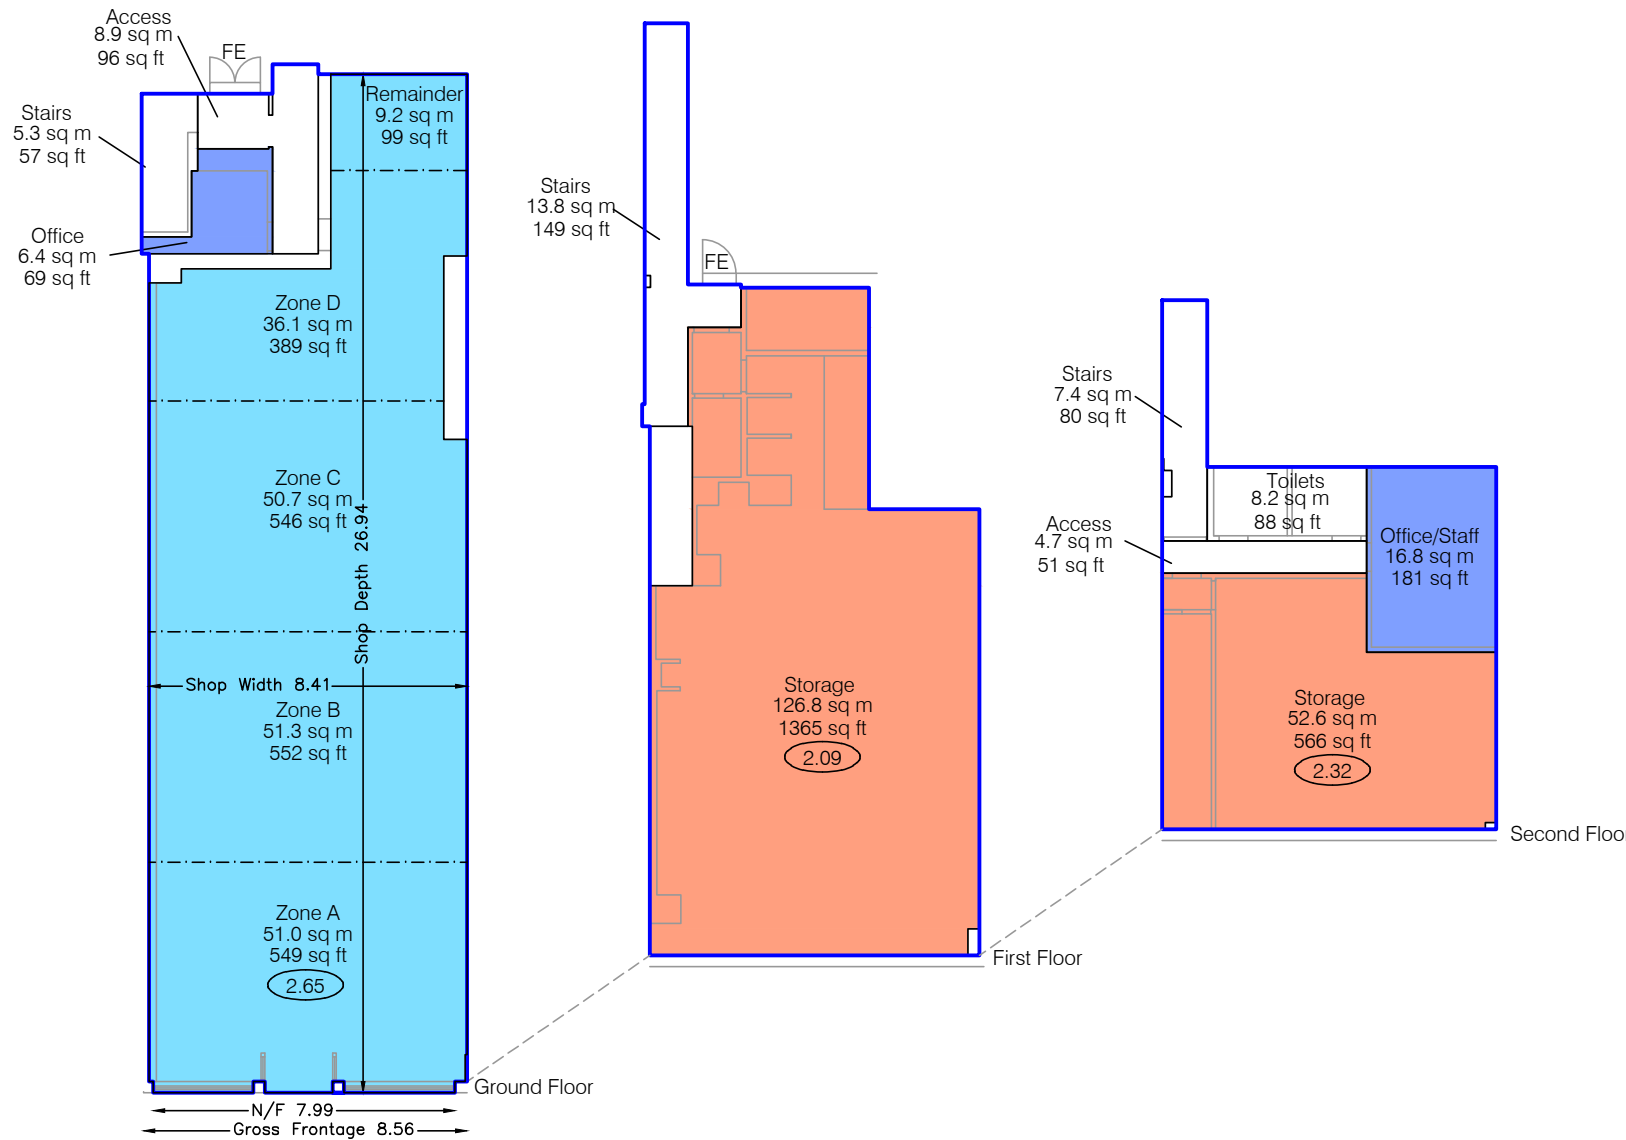 Access
8.9 sq m
96 sq ft
FE
Stairs
5.3 sq m
57 sq ft
Office
6.4 sq m
69 sq ft
Remainder
9.2 sq m
99 sq ft
Zone D
36.1 sq m
389 sq ft
Zone C
50.7 sq m
546 sq ft
Shop Depth 26.94
Shop Width 8.41
Zone B
51.3 sq m
552 sq ft
Zone A
51.0 sq m
549 sq ft
2.65
Ground Floor
N/F 7.99
Gross Frontage 8.56
Stairs
13.8 sq m
149 sq ft
FE
Storage
126.8 sq m
1365 sq ft
2.09
First Floor
Stairs
7.4 sq m
80 sq ft
Toilets
8.2 sq m
88 sq ft
Access
4.7 sq m
51 sq ft
Office/Staff
16.8 sq m
181 sq ft
Storage
52.6 sq m
566 sq ft
2.32
Second Floor